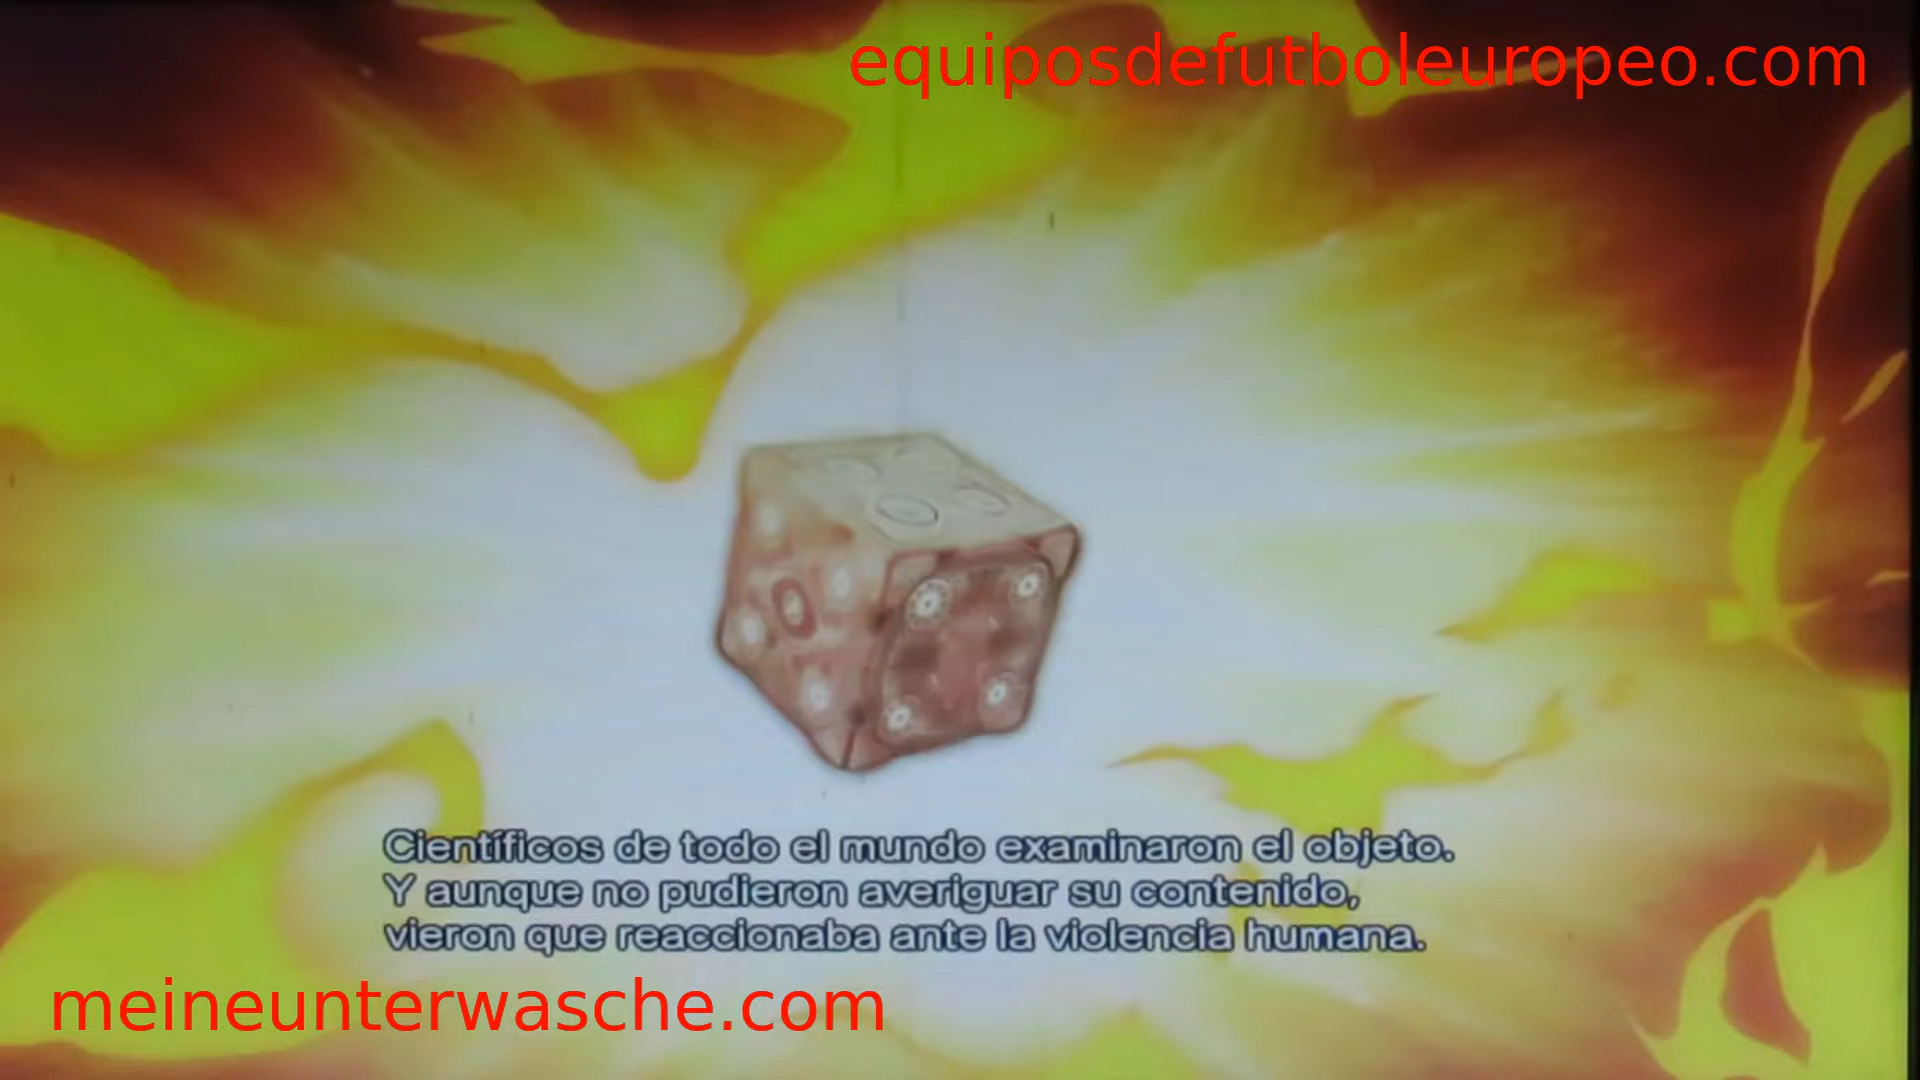 equiposdefutboleuropeo.com
Científicos de todo el mundo examinaron el objeto.
Y aunque no pudieron averiguar su contenido,
vieron que reaccionaba ante la violencia humana.
meineunterwasche.com